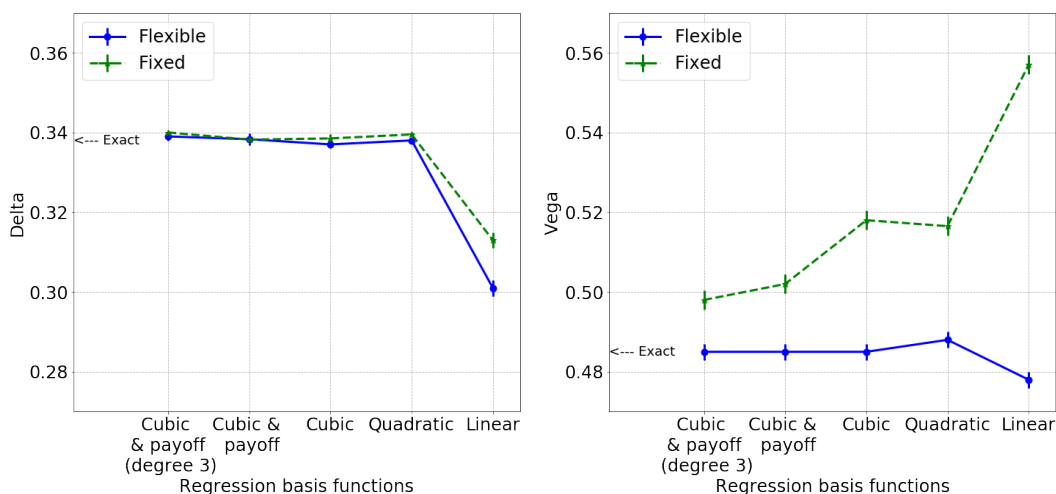 Flexible
Fixed
0.36
0.34
0.32
0.30
0.28
Delta
<--- Exact
Cubic
& payoff
(degree 3)
Cubic &
payoff
Cubic
Quadratic
Linear
Regression basis functions
Flexible
Fixed
0.56
0.54
0.52
0.50
0.48
Vega
<--- Exact
Cubic
& payoff
(degree 3)
Cubic &
payoff
Cubic
Quadratic
Linear
Regression basis functions